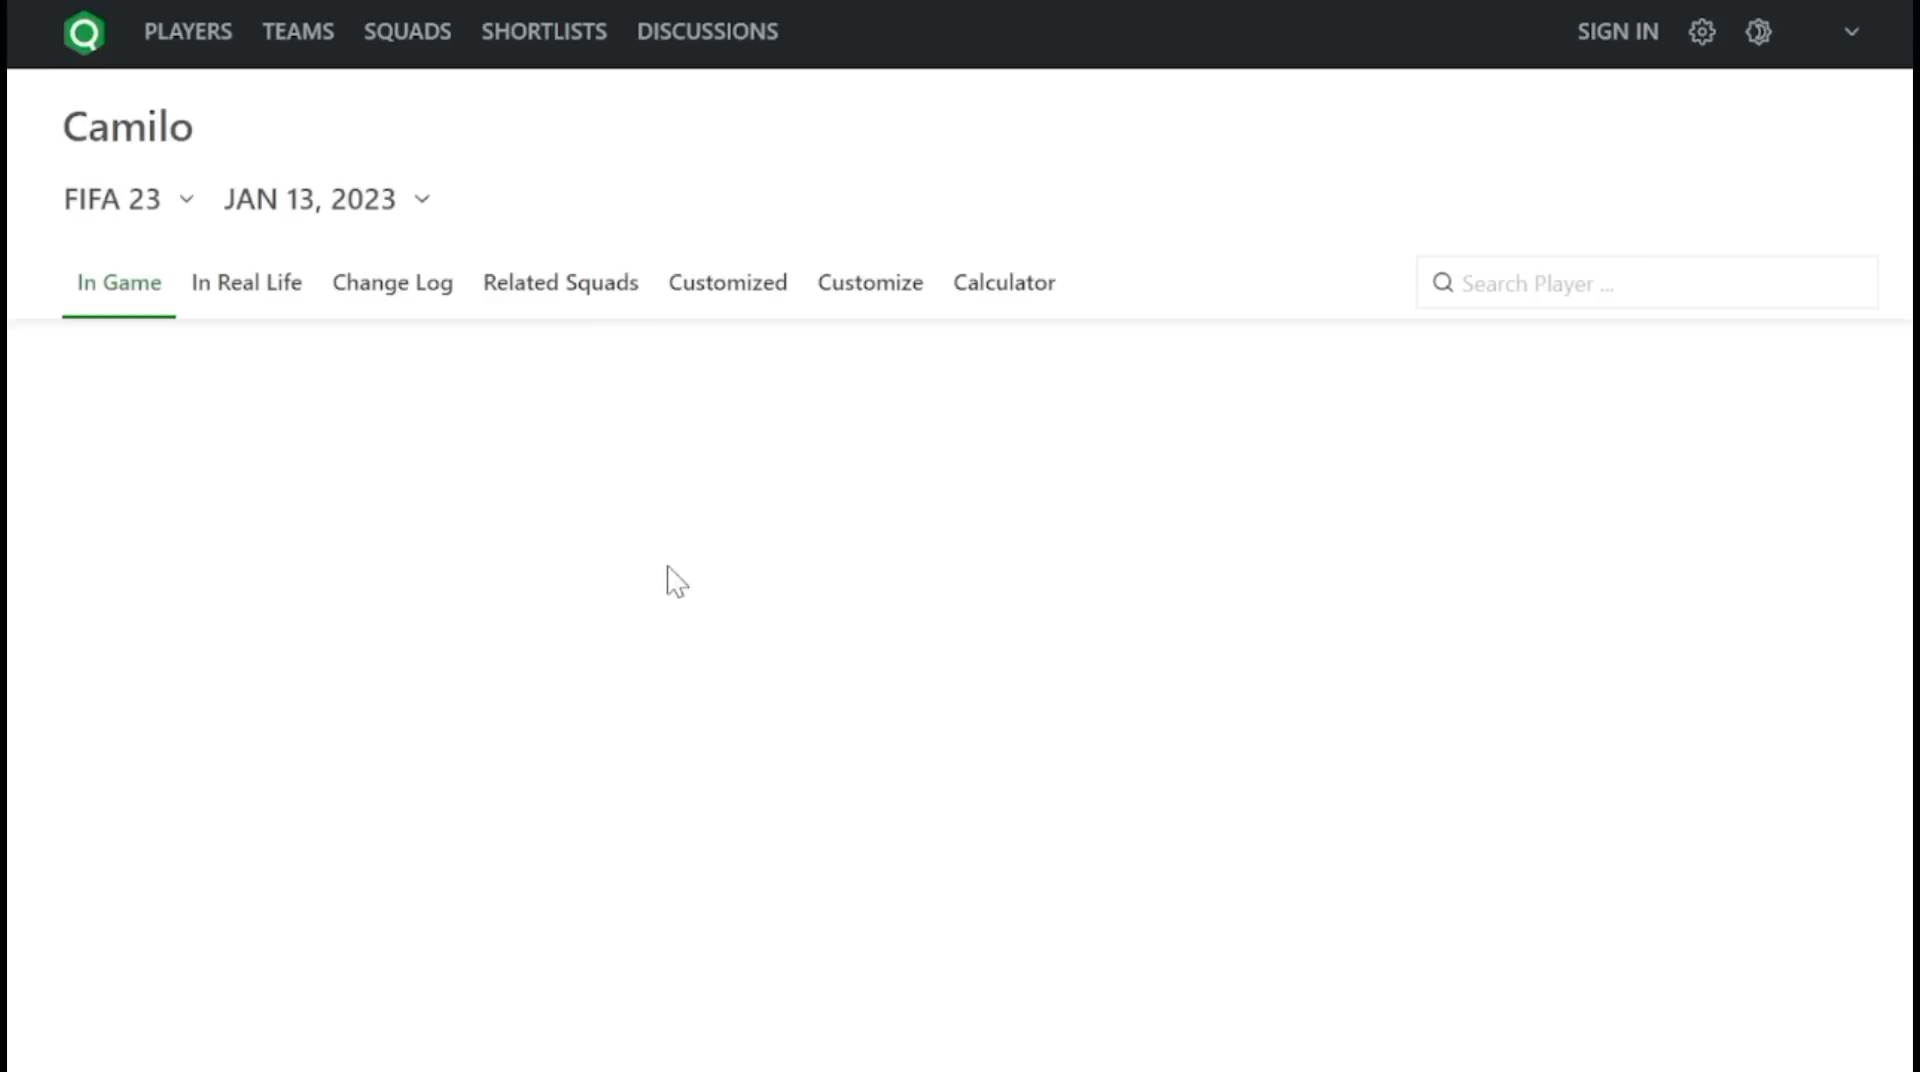 PLAYERS TEAMS SQUADS SHORTLISTS DISCUSSIONS SIGN IN
Camilo
FIFA 23 JAN 13, 2023
In Game In Real Life Change Log Related Squads Customized Customize Calculator Search Player ...